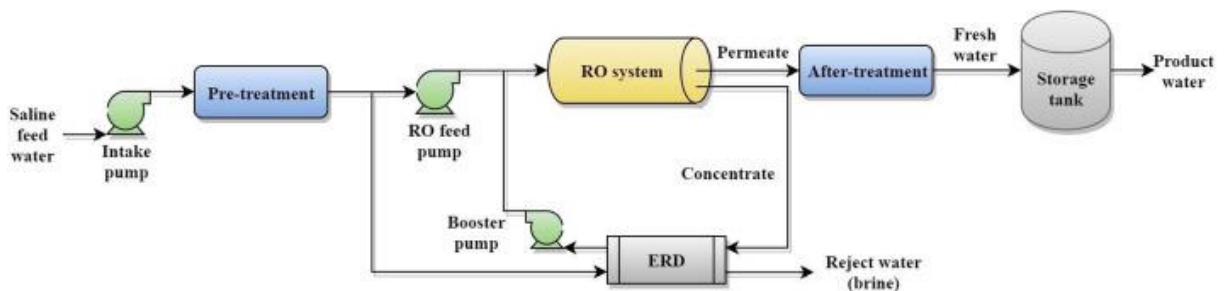 Saline
feed
water
Intake
pump
Pre-treatment
RO feed
pump
RO system
Permeate
After-treatment
Fresh
water
Storage
tank
Product
water
Concentrate
Booster
pump
ERD
Reject water
(brine)